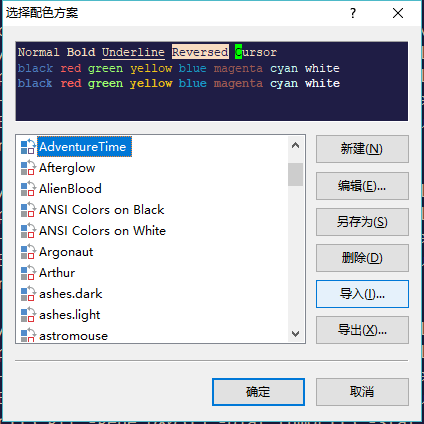 选择配色方案
Normal Bold Underline Reversed Cursor
black red green yellow blue magenta cyan white
black red green yellow blue magenta cyan white
AdventureTime
Afterglow
AlienBlood
ANSI Colors on Black
ANSI Colors on White
Argonaut
Arthur
ashes.dark
ashes.light
astromouse
新建(N)
编辑(E)...
另存为(S)
删除(D)
导入(I)...
导出(X)...
确定
取消